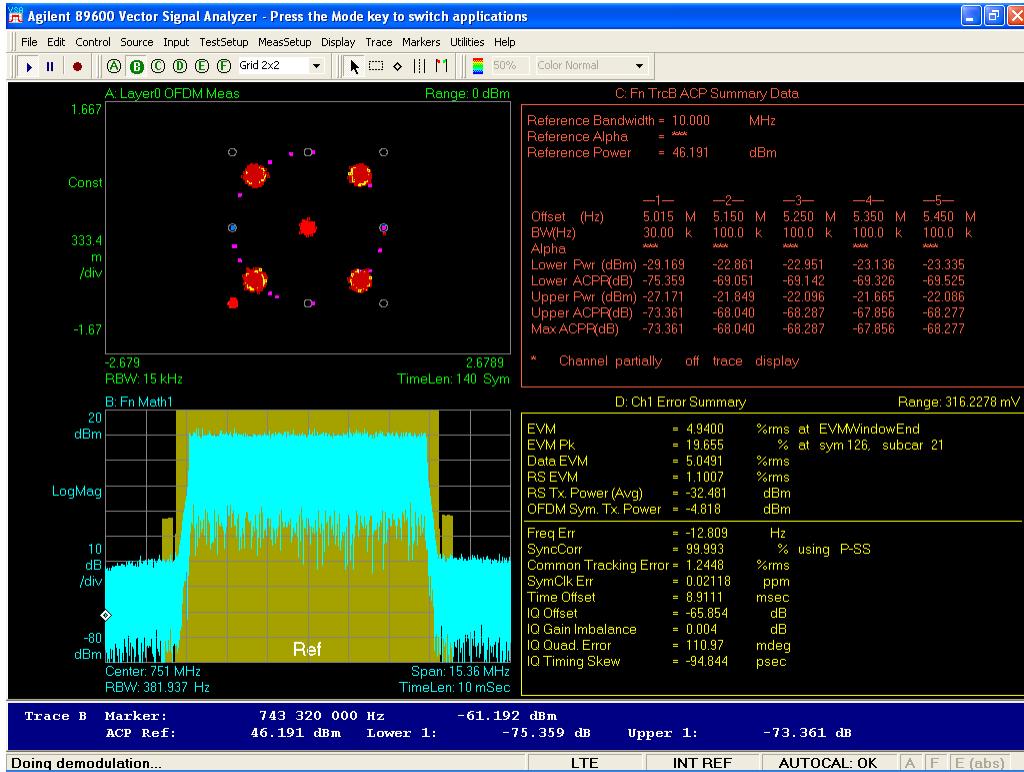 Agilent 89600 Vector Signal Analyzer - Press the Mode key to switch applications
File Edit Control Source Input TestSetup MeasSetup Display Trace Markers Utilities Help
A B C D E F Grid 2x2 50% Color Normal
A: Layer0 OFDM Meas Range: 0 dBm
1.667
Const
333.4
m
/div
-1.67
-2.679 2.6789
RBW: 15 kHz TimeLen: 140 Sym
C: Fn TrcB ACP Summary Data
Reference Bandwidth = 10.000 MHz
Reference Alpha = ***
Reference Power = 46.191 dBm
—1— —2— —3— —4— —5—
Offset (Hz) 5.015 M 5.150 M 5.250 M 5.350 M 5.450 M
BW(Hz) 30.00 k 100.0 k 100.0 k 100.0 k 100.0 k
Alpha *** *** *** *** ***
Lower Pwr (dBm) -29.169 -22.861 -22.951 -23.136 -23.335
Lower ACPR(dB) -75.359 -69.051 -69.142 -69.326 -69.525
Upper Pwr (dBm) -27.171 -21.849 -22.096 -21.665 -22.086
Upper ACPR(dB) -73.361 -68.040 -68.287 -67.856 -68.277
Max ACPR(dB) -73.361 -68.040 -68.287 -67.856 -68.277
* Channel partially off trace display
B: Fn Math1
20
dBm
LogMag
10
dB
/div
-80
dBm
Ref
Center: 751 MHz Span: 15.36 MHz
RBW: 381.937 Hz TimeLen: 10 mSec
D: Ch1 Error Summary Range: 316.2278 mV
EVM = 4.9400 %rms at EVMWindowEnd
EVM Pk = 19.655 % at sym 126, subcar 21
Data EVM = 5.0491 %rms
RS EVM = 1.1007 %rms
RS Tx. Power (Avg) = -32.481 dBm
OFDM Sym. Tx. Power = -4.818 dBm
Freq Err = -12.809 Hz
SyncCorr = 99.993 % using P-SS
Common Tracking Error = 1.2448 %rms
SymClk Err = 0.02118 ppm
Time Offset = 8.9111 msec
IQ Offset = -65.854 dB
IQ Gain Imbalance = 0.004 dB
IQ Quad. Error = 110.97 mdeg
IQ Timing Skew = -94.844 psec
Trace B Marker: 743 320 000 Hz -61.192 dBm
ACP Ref: 46.191 dBm Lower 1: -75.359 dB Upper 1: -73.361 dB
Doing demodulation... LTE INT REF AUTOCAL: OK A F E (abs)